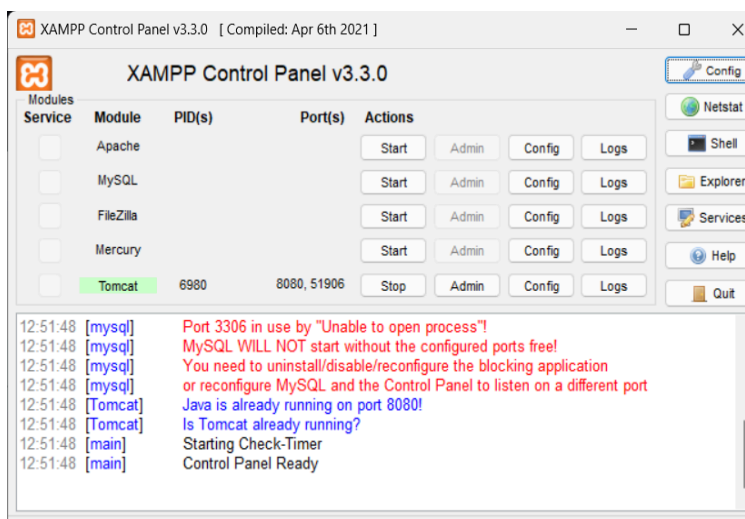 XAMPP Control Panel v3.3.0 [ Compiled: Apr 6th 2021 ]
XAMPP Control Panel v3.3.0
Config
Modules
Service Module PID(s) Port(s) Actions
Netstat
Apache Start Admin Config Logs
Shell
MySQL Start Admin Config Logs
Explorer
FileZilla Start Admin Config Logs
Services
Mercury Start Admin Config Logs
Help
Tomcat 6980 8080, 51906 Stop Admin Config Logs
Quit
12:51:48 [mysql] Port 3306 in use by "Unable to open process"!
12:51:48 [mysql] MySQL WILL NOT start without the configured ports free!
12:51:48 [mysql] You need to uninstall/disable/reconfigure the blocking application
12:51:48 [mysql] or reconfigure MySQL and the Control Panel to listen on a different port
12:51:48 [Tomcat] Java is already running on port 8080!
12:51:48 [Tomcat] Is Tomcat already running?
12:51:48 [main] Starting Check-Timer
12:51:48 [main] Control Panel Ready